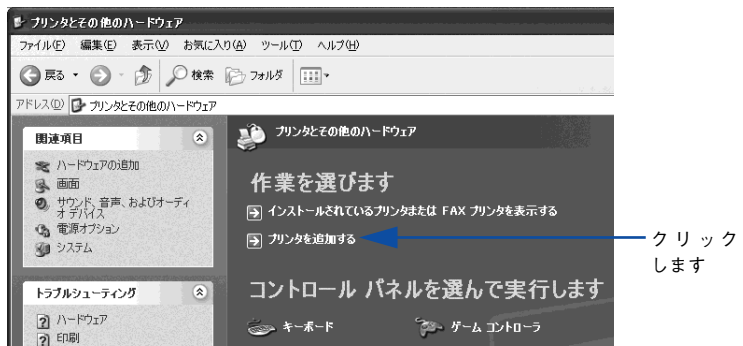 プリンタとその他のハードウェア
ファイル(F) 編集(E) 表示(V) お気に入り(A) ツール(T) ヘルプ(H)
戻る 検索 フォルダ
アドレス(D) プリンタとその他のハードウェア
関連項目
ハードウェアの追加
画面
サウンド、音声、およびオーディ
オ デバイス
電源オプション
システム
トラブルシューティング
ハードウェア
印刷
プリンタとその他のハードウェア
作業を選びます
インストールされているプリンタまたは FAX プリンタを表示する
プリンタを追加する
コントロール パネルを選んで実行します
キーボード
ゲーム コントローラ
クリック
します